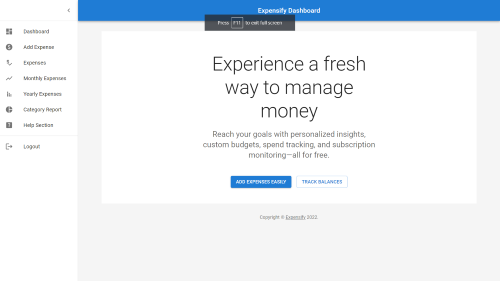 Expensify Dashboard
Press F11 to exit full screen
Dashboard
Add Expense
Expenses
Monthly Expenses
Yearly Expenses
Category Report
Help Section
Logout
Experience a fresh
way to manage
money
Reach your goals with personalized insights,
custom budgets, spend tracking, and subscription
monitoring—all for free.
ADD EXPENSES EASILY
TRACK BALANCES
Copyright © Expensify 2022.